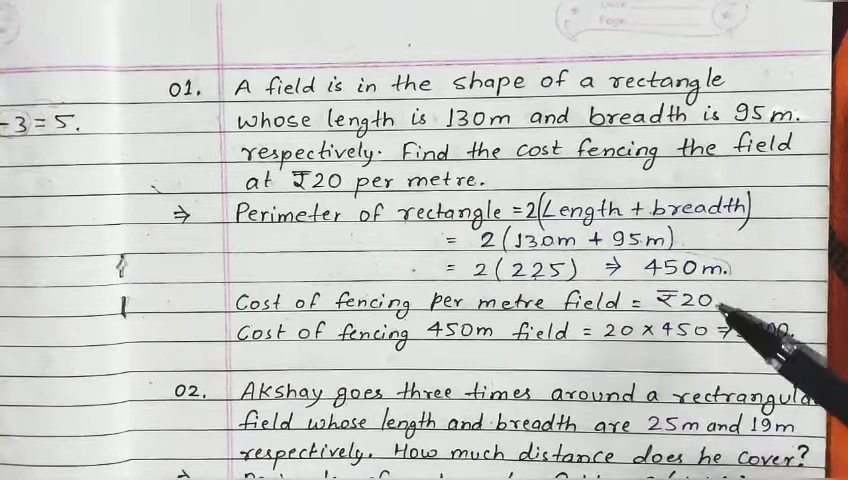 Page
01. A field is in the shape of a rectangle
whose length is 130m and breadth is 95m.
-3=5.
respectively. Find the cost fencing the field
at ₹20 per metre.
⇒ Perimeter of rectangle =2(Length + breadth)
= 2(130m + 95m)
= 2(225) ⇒ 450m.
Cost of fencing per metre field = ₹20
Cost of fencing 450m field = 20 × 450 ⇒
02. Akshay goes three times around a rectrangula
field whose length and breadth are 25m and 19m
respectively. How much distance does he cover?